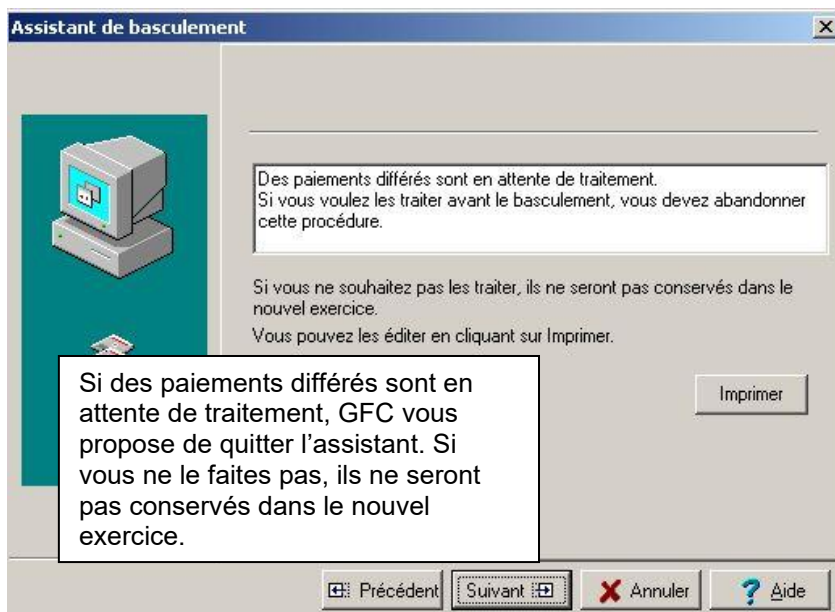 Assistant de basculement
Des paiements différés sont en attente de traitement.
Si vous voulez les traiter avant le basculement, vous devez abandonner
cette procédure.
Si vous ne souhaitez pas les traiter, ils ne seront pas conservés dans le
nouvel exercice.
Vous pouvez les éditer en cliquant sur Imprimer.
Imprimer
Si des paiements différés sont en
attente de traitement, GFC vous
propose de quitter l’assistant. Si
vous ne le faites pas, ils ne seront
pas conservés dans le nouvel
exercice.
Précédent Suivant Annuler Aide